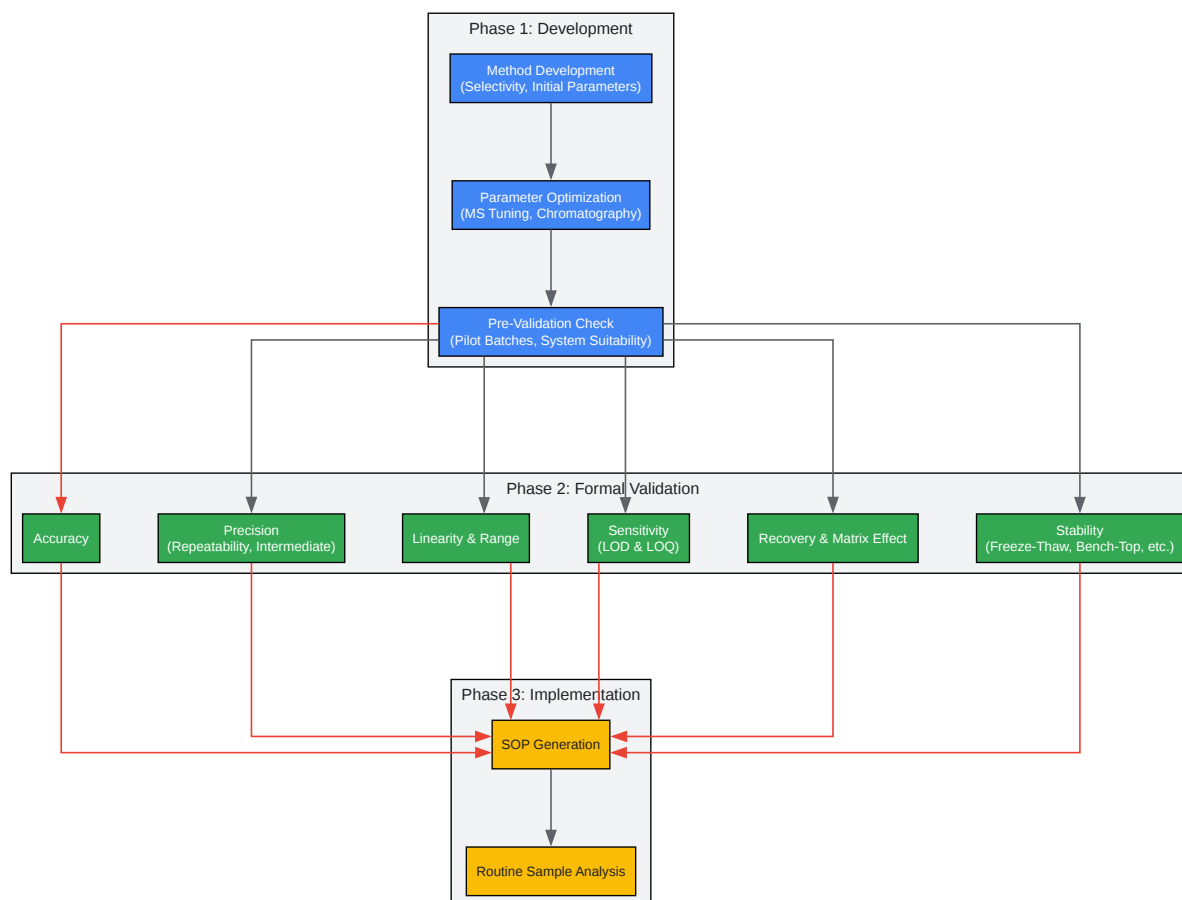 Phase 1: Development
Method Development
(Selectivity, Initial Parameters)
Parameter Optimization
(MS Tuning, Chromatography)
Pre-Validation Check
(Pilot Batches, System Suitability)
Phase 2: Formal Validation
Accuracy
Precision
(Repeatability, Intermediate)
Linearity & Range
Sensitivity
(LOD & LOQ)
Recovery & Matrix Effect
Stability
(Freeze-Thaw, Bench-Top, etc.)
Phase 3: Implementation
SOP Generation
Routine Sample Analysis